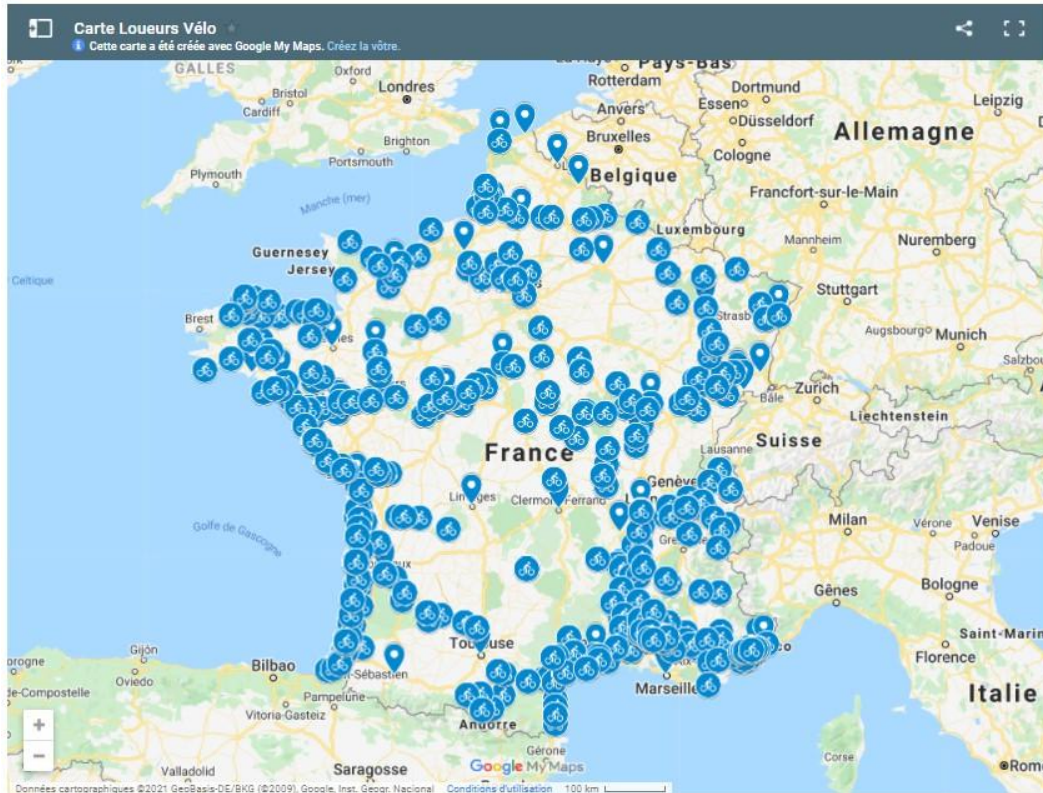 Carte Loueurs Vélo
Cette carte a été créée avec Google My Maps. Créez la vôtre.
GALLES
Oxford
Londres
Bristol
Cardiff
Brighton
Portsmouth
Plymouth
Manche (mer)
Guernesey
Jersey
Celtique
Brest
Pays-Bas
Rotterdam
Anvers
Bruxelles
Belgique
Dortmund
Essen
Düsseldorf
Cologne
Leipzig
Allemagne
Francfort-sur-le-Main
Luxembourg
Mannheim
Nuremberg
Stuttgart
Strasb
Augsbourg
Munich
Salzbou
Zurich
Bâle
Liechtenstein
Suisse
Lausanne
Genève
France
Limoges
Clermont-Ferrand
Golfe de Gascogne
Milan
Vérone
Venise
Padoue
Bologne
Gênes
Saint-Marin
Florence
Italie
Toulouse
Marseille
Aix
Gijón
Oviedo
Bilbao
n-Sébastien
de-Compostelle
Pampelune
Vitoria-Gasteiz
Andorre
Gérone
Corse
Rome
Valladolid
Saragosse
+
−
Google My Maps
Données cartographiques ©2021 GeoBasis-DE/BKG (©2009), Google, Inst. Geogr. Nacional
Conditions d'utilisation
100 km